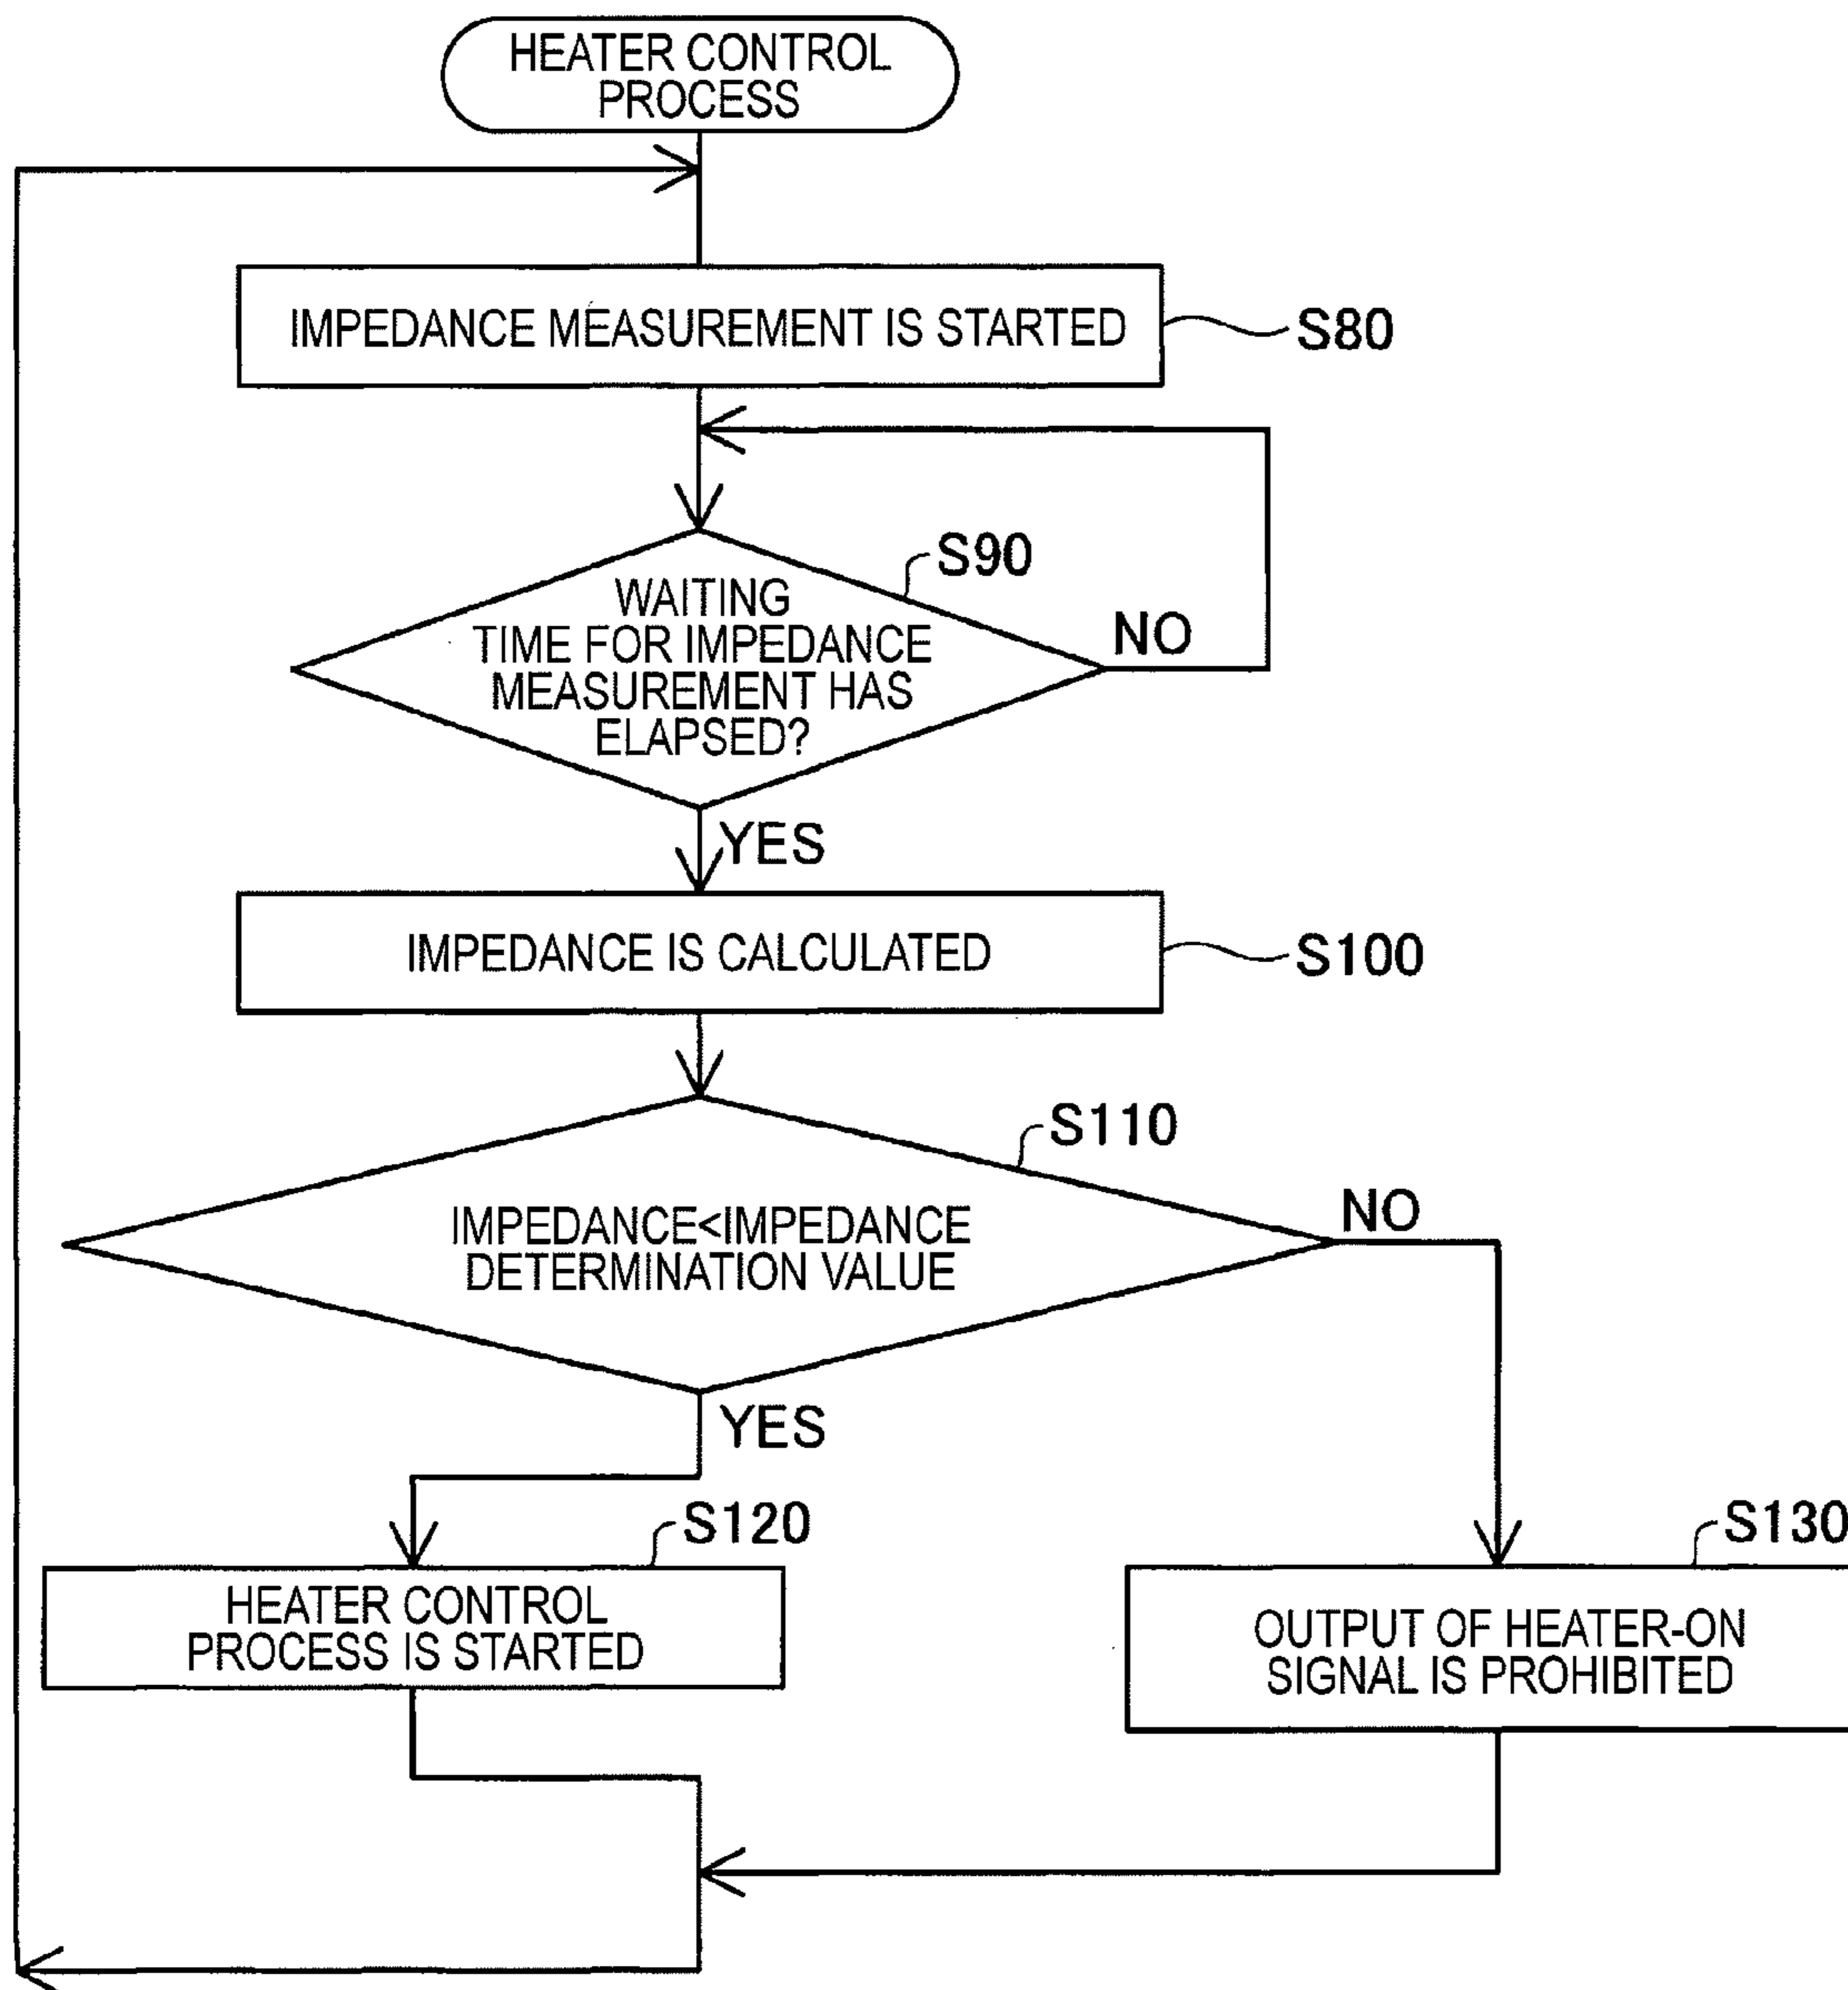 HEATER CONTROL
PROCESS
IMPEDANCE MEASUREMENT IS STARTED
S80
S90
WAITING
TIME FOR IMPEDANCE
MEASUREMENT HAS
ELAPSED?
NO
YES
IMPEDANCE IS CALCULATED
S100
S110
IMPEDANCE<IMPEDANCE
DETERMINATION VALUE
NO
YES
S120
HEATER CONTROL
PROCESS IS STARTED
S130
OUTPUT OF HEATER-ON
SIGNAL IS PROHIBITED